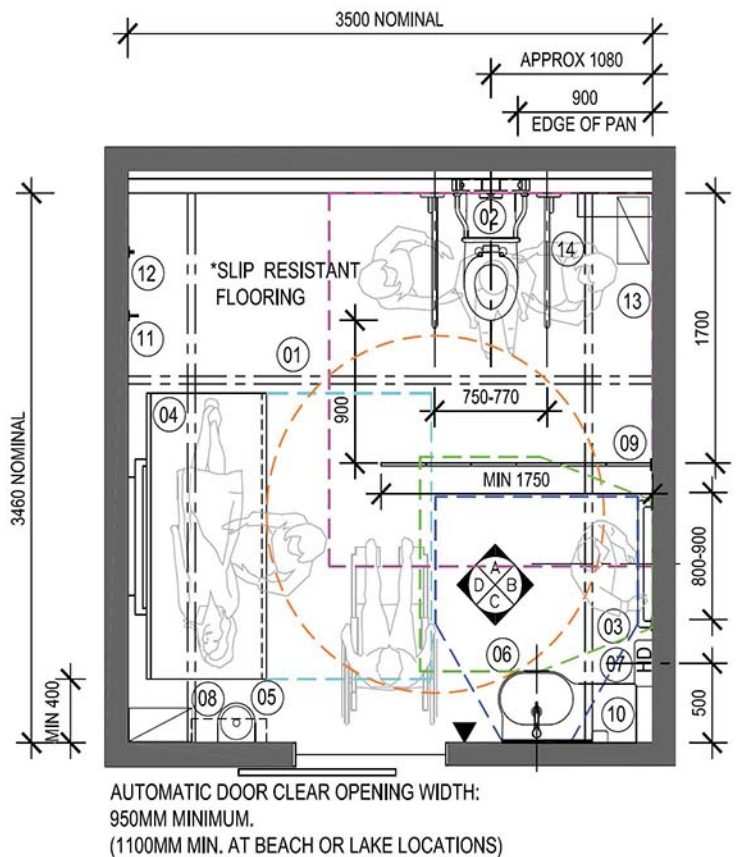 3500 NOMINAL
APPROX 1080
900
EDGE OF PAN
02
14
12
*SLIP RESISTANT
FLOORING
13
11
01
1700
3460 NOMINAL
04
900
750-770
09
MIN 1750
A
D B
C
800-900
03
06
07
HD
MIN 400
08
05
10
500
AUTOMATIC DOOR CLEAR OPENING WIDTH:
950MM MINIMUM.
(1100MM MIN. AT BEACH OR LAKE LOCATIONS)